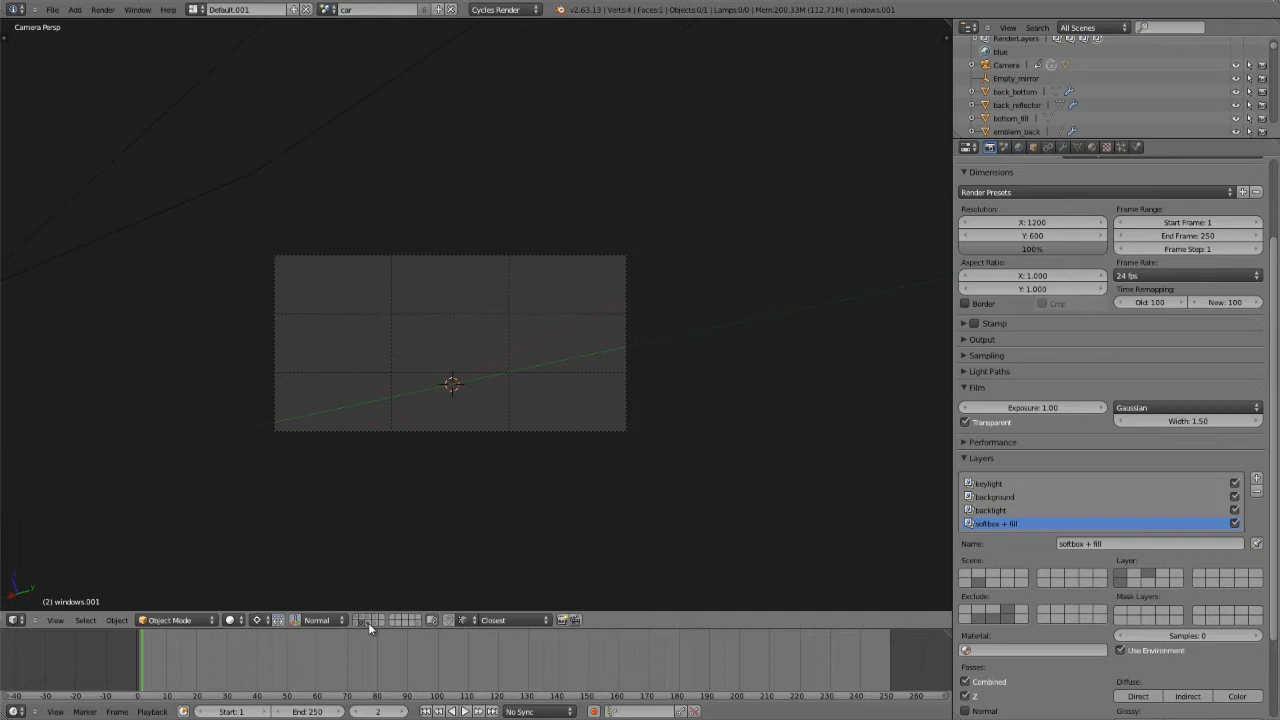 File Add Render Window Help
Default.001
car
6
Cycles Render
v2.63.13 | Verts:4 | Faces:1 | Objects:0/1 | Lamps:0/0 | Mem:200.33M (112.71M) | windows.001
Camera Persp
View Search All Scenes
RenderLayers
blue
Camera
Empty_mirror
back_bottom
back_reflector
bottom_fill
emblem_back
Dimensions
Render Presets
Resolution: Frame Range:
X: 1200 Start Frame: 1
Y: 600 End Frame: 250
100% Frame Step: 1
Aspect Ratio: Frame Rate:
X: 1.000 24 fps
Y: 1.000 Time Remapping:
Border Crop Old: 100 New: 100
Stamp
Output
Sampling
Light Paths
Film
Exposure: 1.00 Gaussian
Transparent Width: 1.50
Performance
Layers
keylight
background
backlight
softbox + fill
Name: softbox + fill
Scene: Layer:
Exclude: Mask Layers:
Material: Samples: 0
Use Environment
Passes:
Combined Diffuse:
Z Direct Indirect Color
Normal Glossy:
(2) windows.001
View Select Object Object Mode Normal Closest
-40 -30 -20 -10 0 10 20 30 40 50 60 70 80 90 100 110 120 130 140 150 160 170 180 190 200 210 220 230 240 250 260
View Marker Frame Playback Start: 1 End: 250 2 No Sync